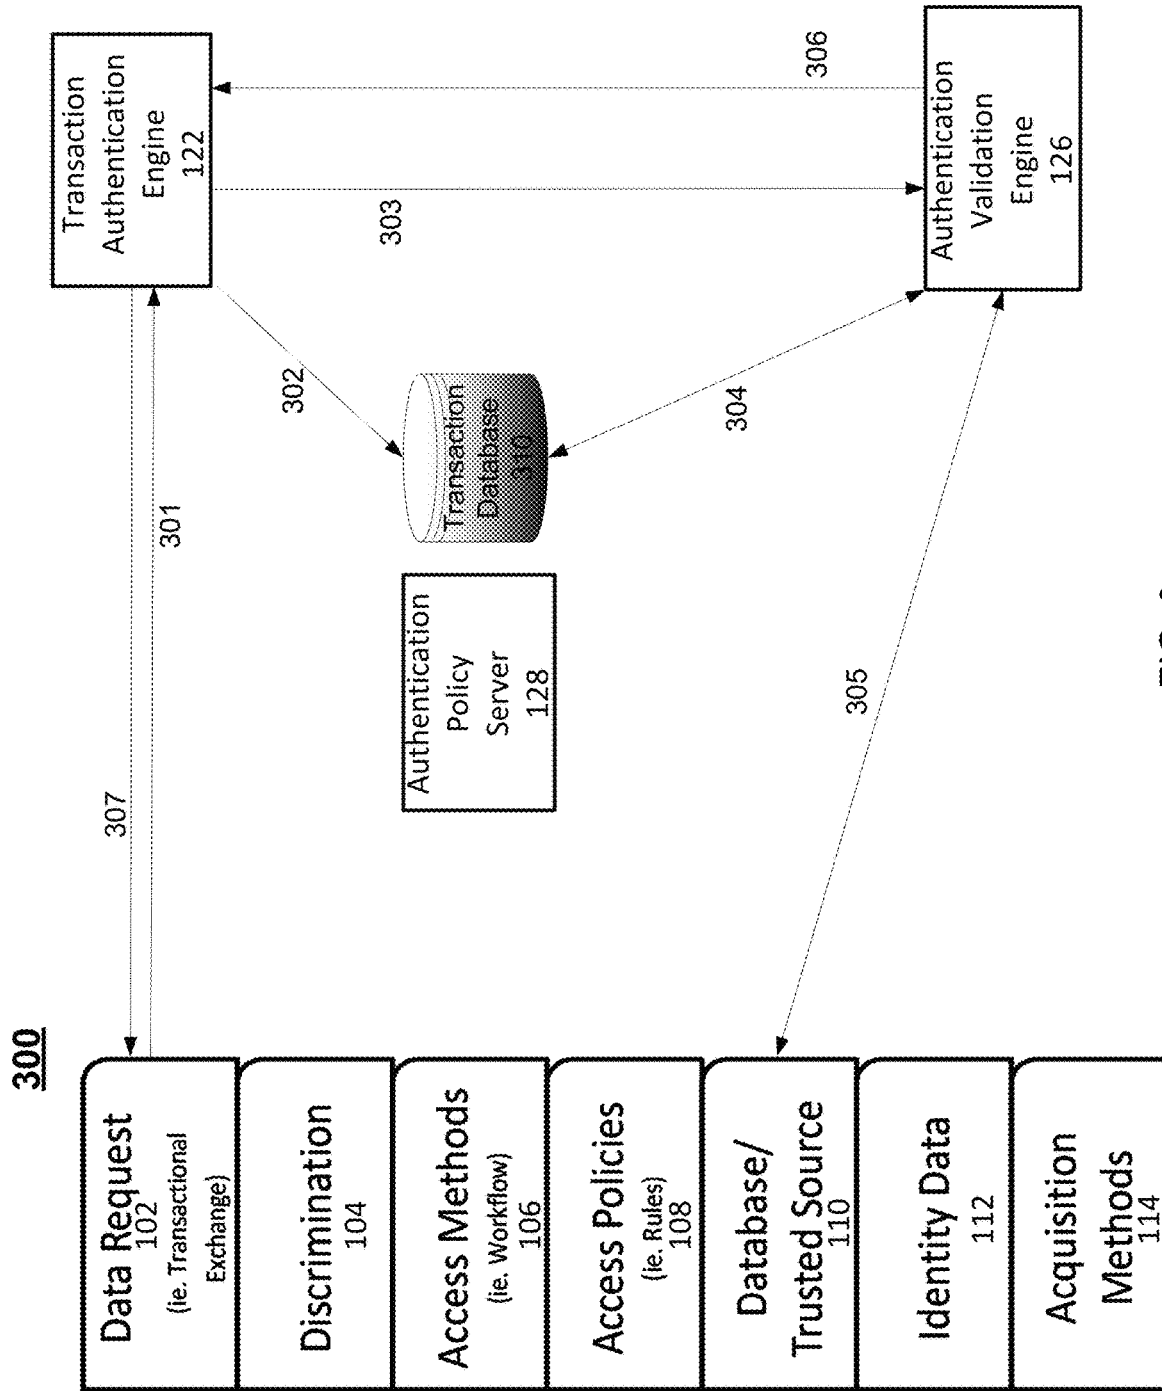 300
Data Request
102
(ie. Transactional
Exchange)
Discrimination
104
Access Methods
(ie. Workflow)
106
Access Policies
(ie. Rules)
108
Database/
Trusted Source
110
Identity Data
112
Acquisition
Methods
114
307
301
Transaction
Authentication
Engine
122
302
303
306
Transaction
Database
310
Authentication
Policy
Server
128
304
305
Authentication
Validation
Engine
126